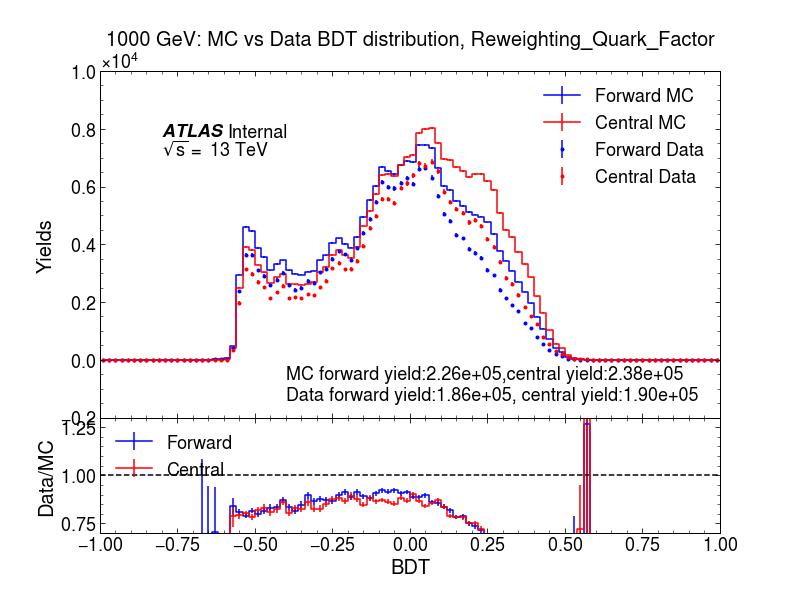 1000 GeV: MC vs Data BDT distribution, Reweighting_Quark_Factor
×10⁴
1.0
0.8
0.6
0.4
0.2
0.0
0.2
Yields
ATLAS Internal
√s = 13 TeV
Forward MC
Central MC
Forward Data
Central Data
MC forward yield:2.26e+05,central yield:2.38e+05
Data forward yield:1.86e+05, central yield:1.90e+05
1.25
1.00
0.75
Data/MC
Forward
Central
−1.00 −0.75 −0.50 −0.25 0.00 0.25 0.50 0.75 1.00
BDT